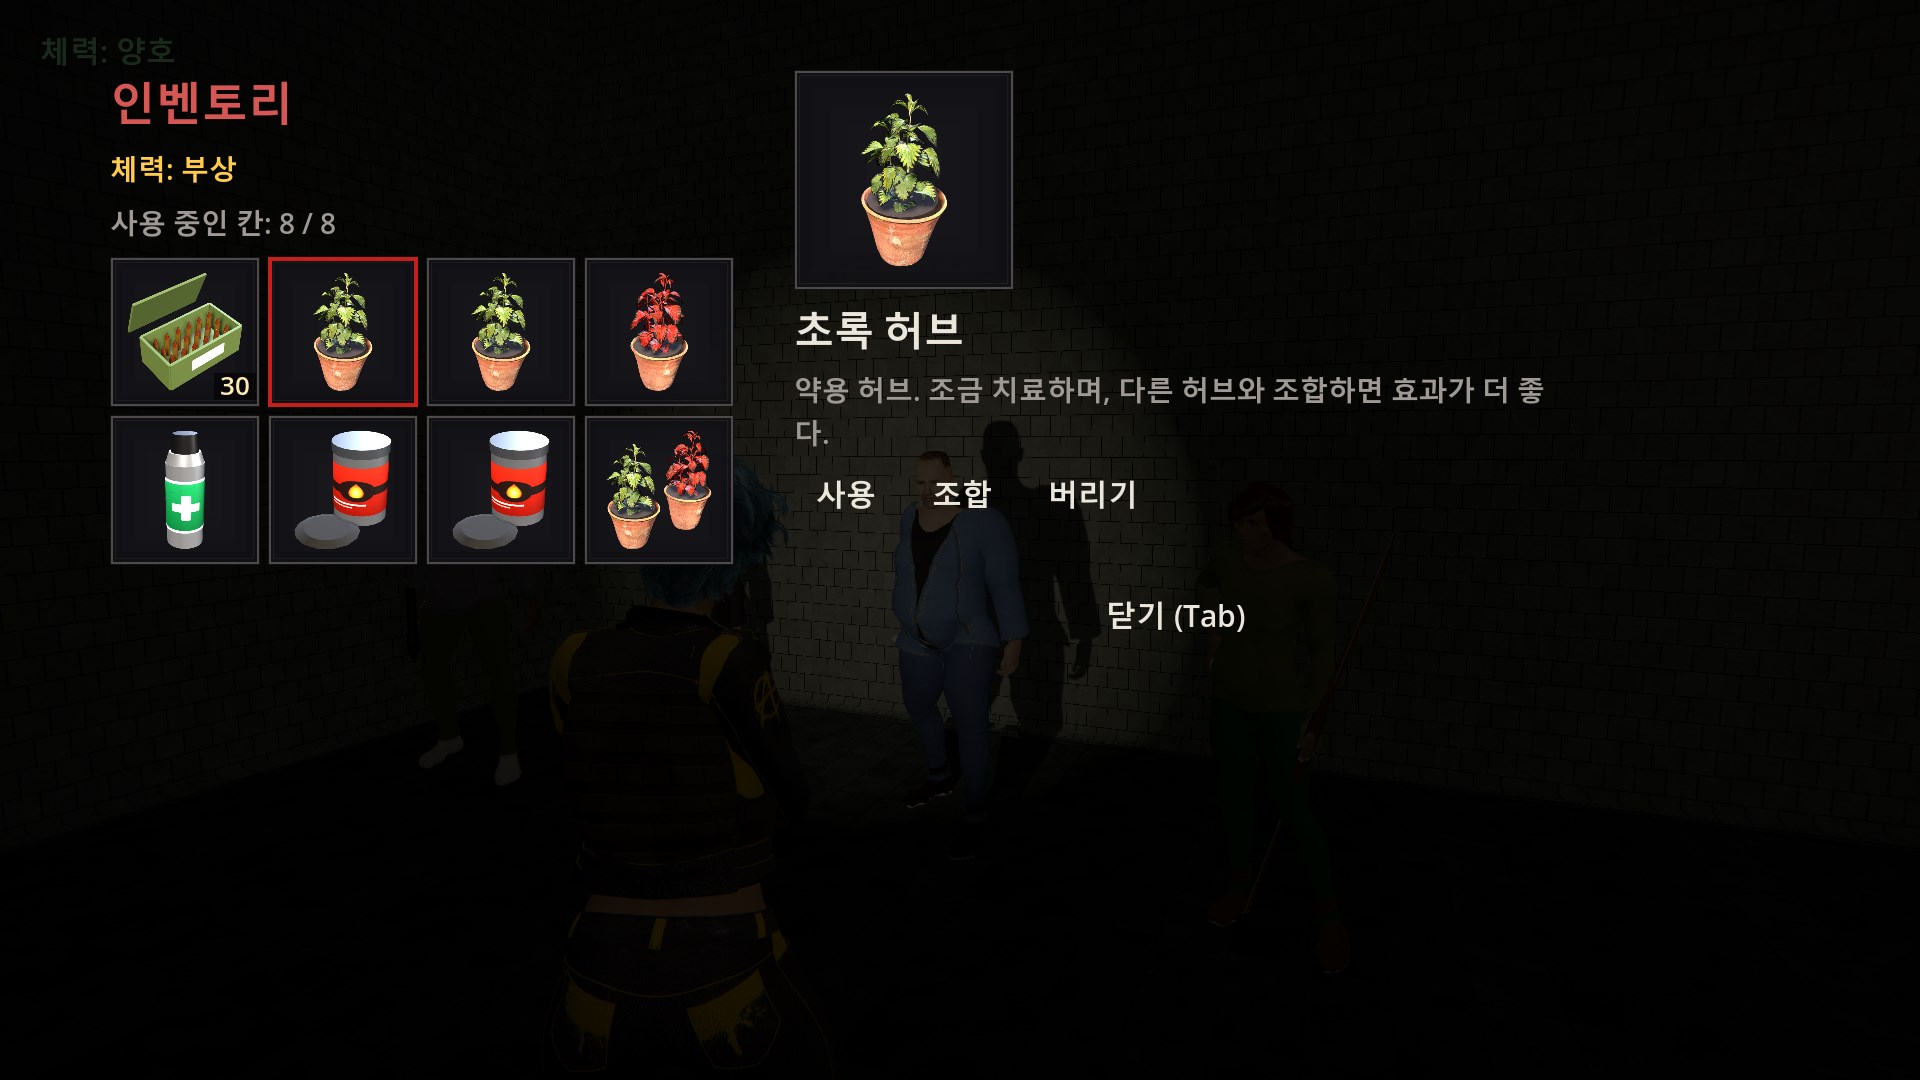 체력: 양호
인벤토리
체력: 부상
사용 중인 칸: 8 / 8
30
초록 허브
약용 허브. 조금 치료하며, 다른 허브와 조합하면 효과가 더 좋
다.
사용 조합 버리기
닫기 (Tab)